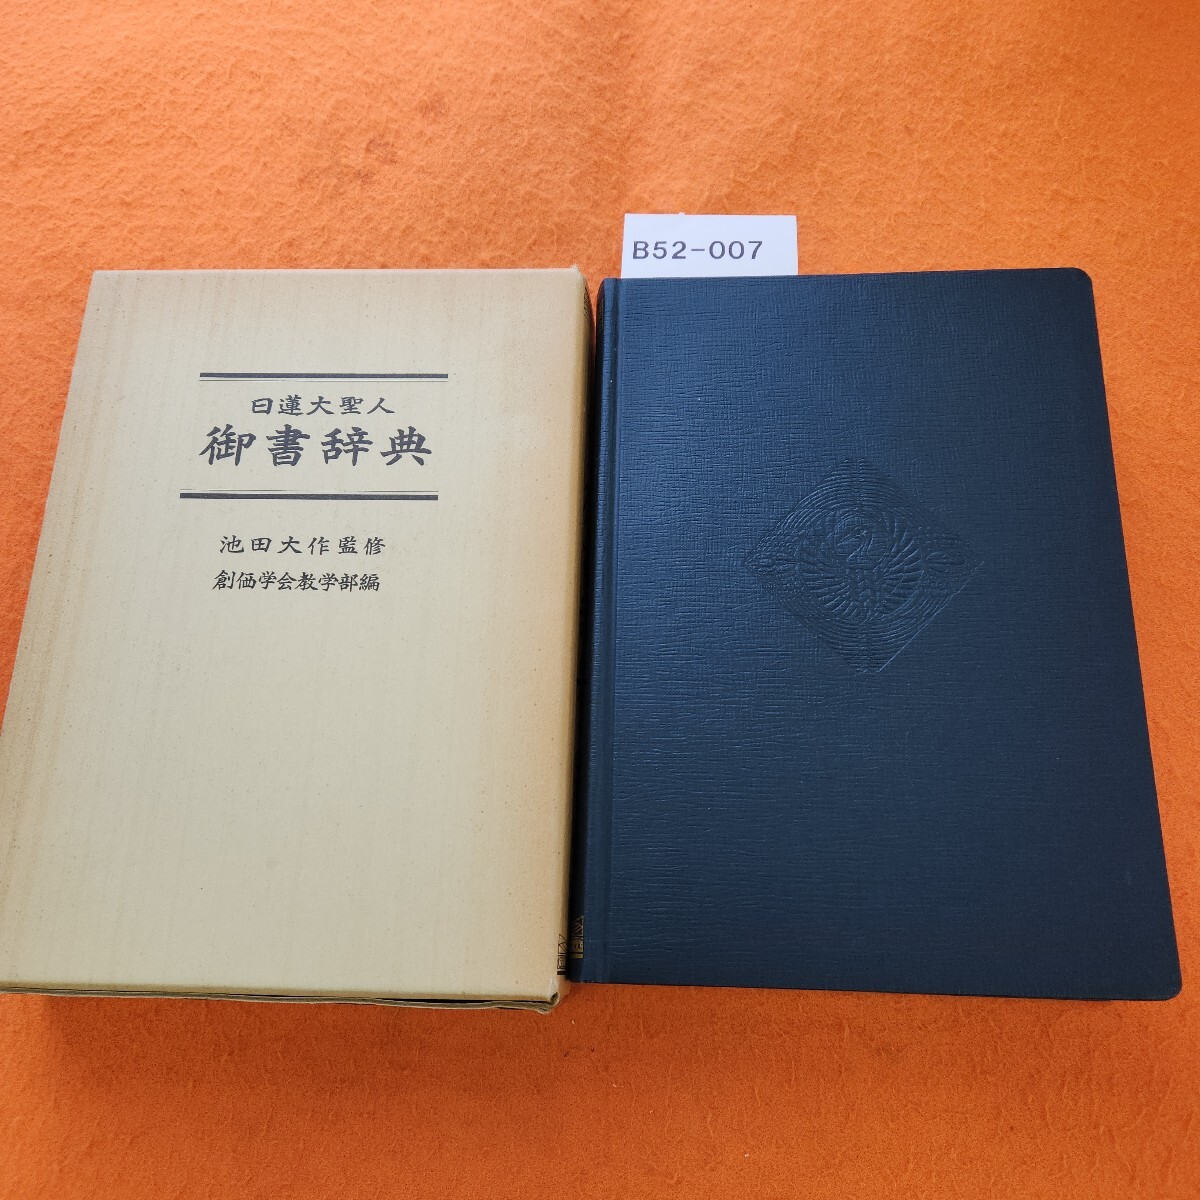 日蓮大聖人
御書辞典
池田大作監修
創価学会教学部編
B52-007